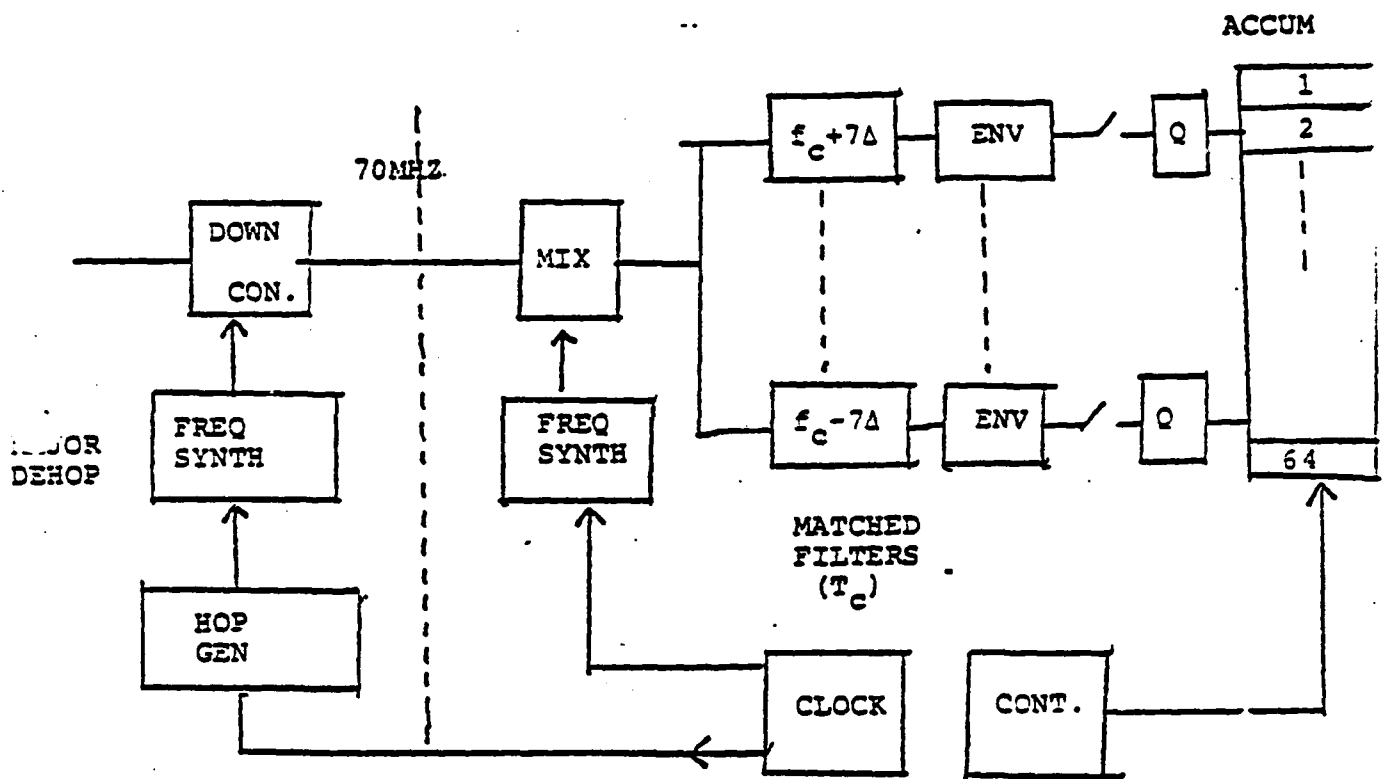 ACCUM
1
2
f_c+7Δ
ENV
Q
70MHZ
DOWN
CON.
MIX
f_c-7Δ
ENV
Q
64
FREQ
SYNTH
FREQ
SYNTH
DEHOP
MATCHED
FILTERS
(T_c)
HOP
GEN
CLOCK
CONT.